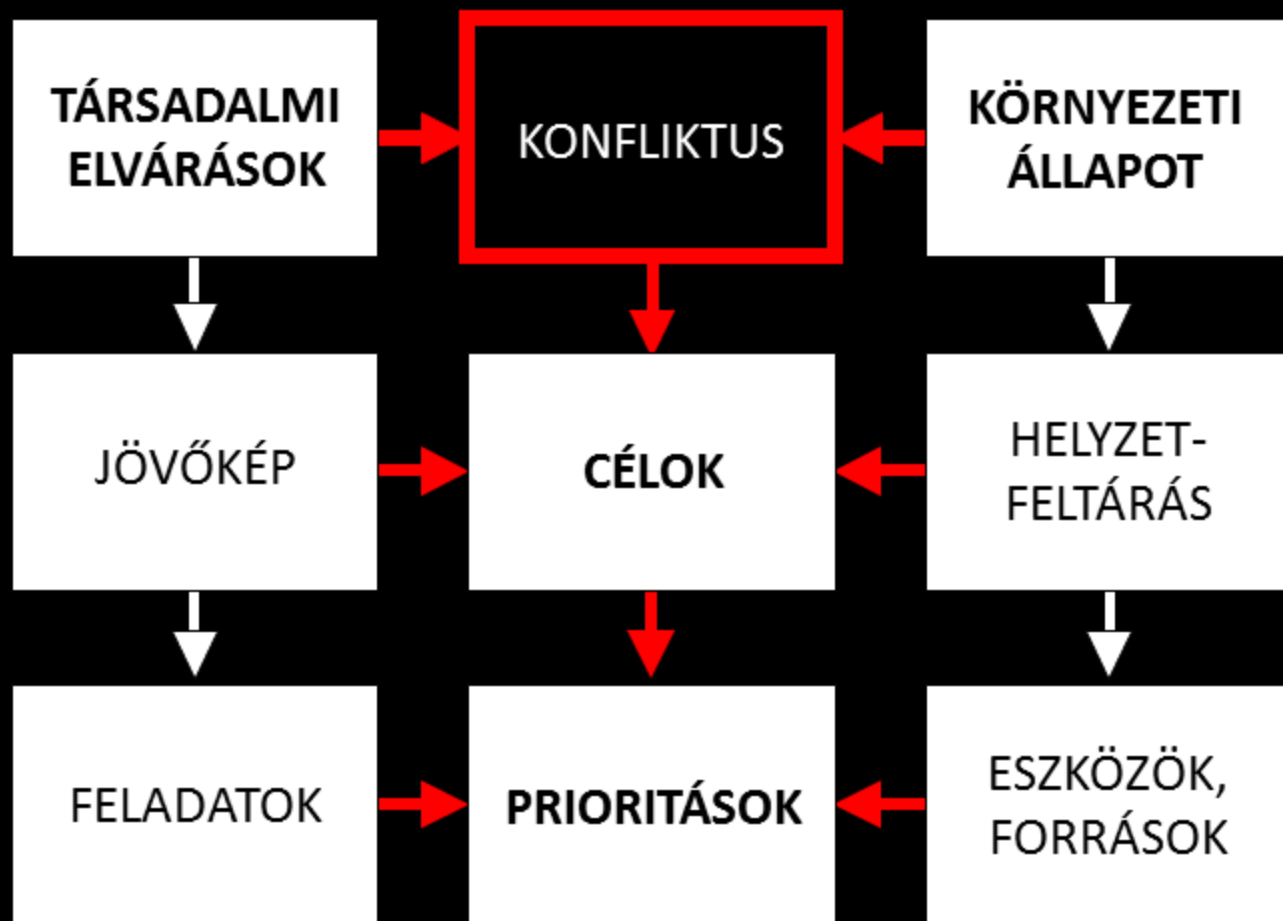 TÁRSADALMI
ELVÁRÁSOK
KONFLIKTUS
KÖRNYEZETI
ÁLLAPOT
JÖVŐKÉP
CÉLOK
HELYZET-
FELTÁRÁS
FELADATOK
PRIORITÁSOK
ESZKÖZÖK,
FORRÁSOK